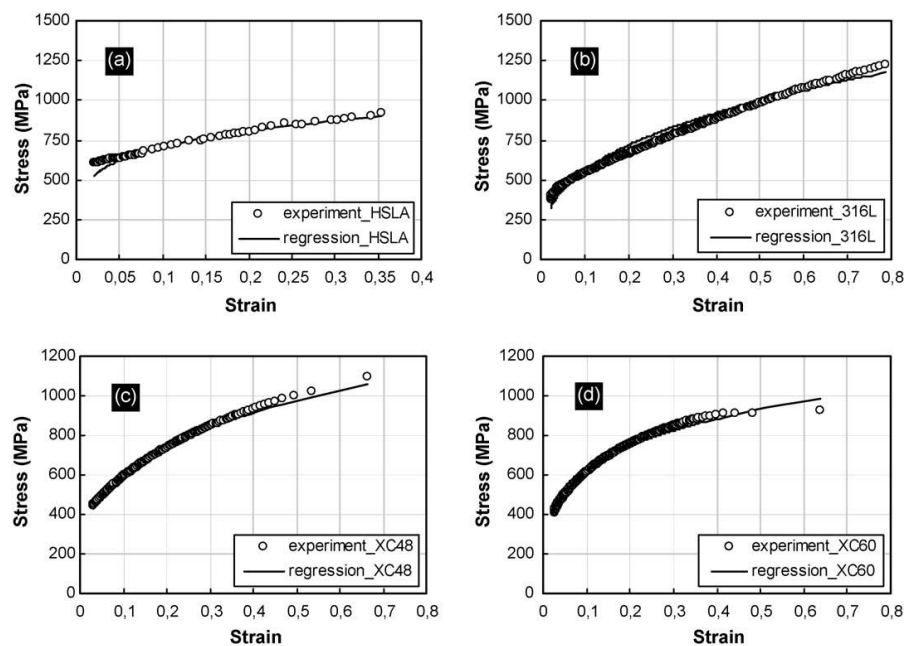 1500
1250
1000
750
500
250
0
Stress (MPa)
(a)
experiment_HSLA
regression_HSLA
0 0,05 0,1 0,15 0,2 0,25 0,3 0,35 0,4
Strain
1500
1250
1000
750
500
250
0
Stress (MPa)
(b)
experiment_316L
regression_316L
0 0,1 0,2 0,3 0,4 0,5 0,6 0,7 0,8
Strain
1200
1000
800
600
400
200
0
Stress (MPa)
(c)
experiment_XC48
regression_XC48
0 0,1 0,2 0,3 0,4 0,5 0,6 0,7 0,8
Strain
1200
1000
800
600
400
200
0
Stress (MPa)
(d)
experiment_XC60
regression_XC60
0 0,1 0,2 0,3 0,4 0,5 0,6 0,7 0,8
Strain